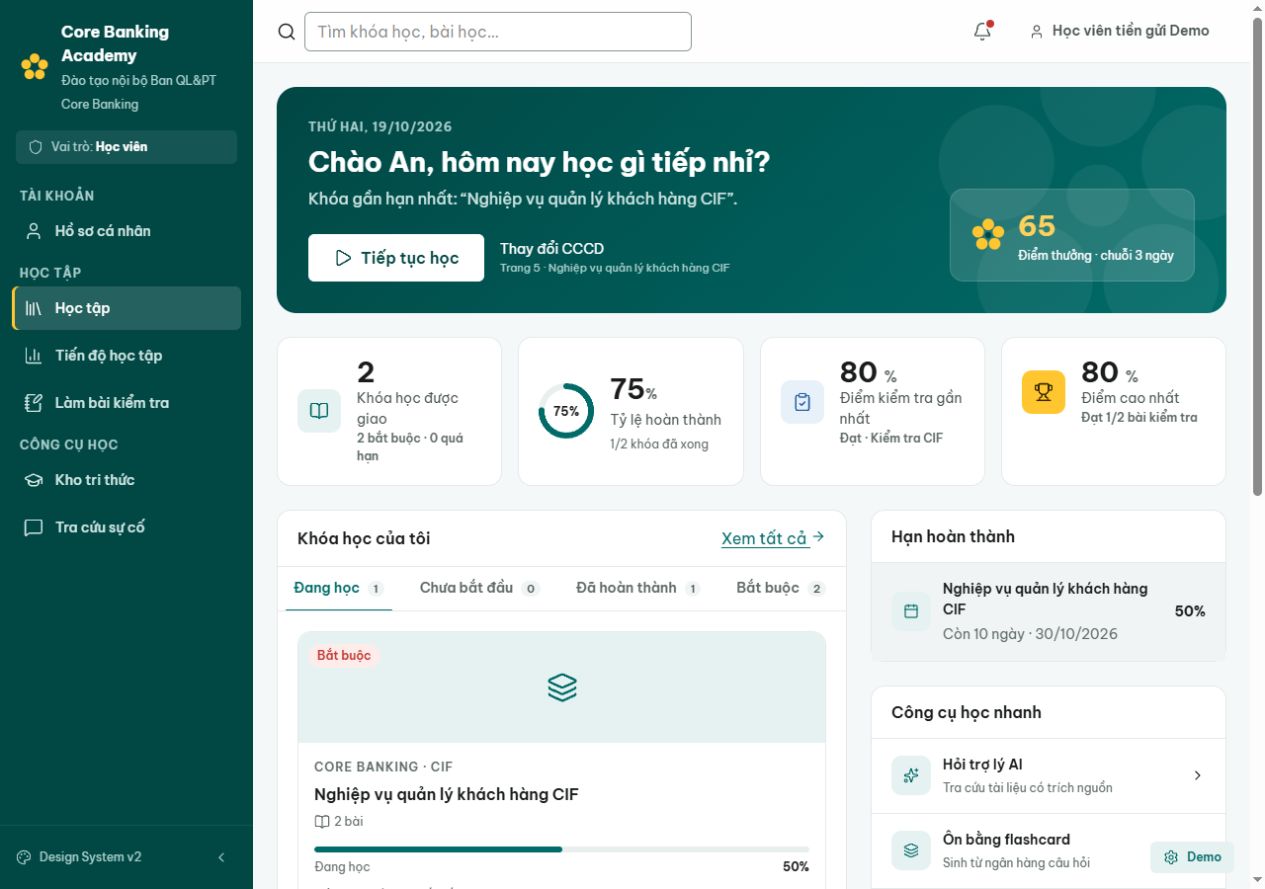 Core Banking
Academy
Đào tạo nội bộ Ban QL&PT
Core Banking
Vai trò: Học viên
TÀI KHOẢN
Hồ sơ cá nhân
HỌC TẬP
Học tập
Tiến độ học tập
Làm bài kiểm tra
CÔNG CỤ HỌC
Kho tri thức
Tra cứu sự cố
Design System v2
Tìm khóa học, bài học...
Học viên tiền gửi Demo
THỨ HAI, 19/10/2026
Chào An, hôm nay học gì tiếp nhỉ?
Khóa gần hạn nhất: “Nghiệp vụ quản lý khách hàng CIF”.
Tiếp tục học
Thay đổi CCCD
Trang 5 · Nghiệp vụ quản lý khách hàng CIF
65
Điểm thưởng · chuỗi 3 ngày
2
Khóa học được
giao
2 bắt buộc · 0 quá
hạn
75%
75%
Tỷ lệ hoàn thành
1/2 khóa đã xong
80 %
Điểm kiểm tra gần
nhất
Đạt · Kiểm tra CIF
80 %
Điểm cao nhất
Đạt 1/2 bài kiểm tra
Khóa học của tôi
Xem tất cả
Đang học 1
Chưa bắt đầu 0
Đã hoàn thành 1
Bắt buộc 2
Bắt buộc
CORE BANKING · CIF
Nghiệp vụ quản lý khách hàng CIF
2 bài
Đang học
50%
Hạn hoàn thành
Nghiệp vụ quản lý khách hàng
CIF
Còn 10 ngày · 30/10/2026
50%
Công cụ học nhanh
Hỏi trợ lý AI
Tra cứu tài liệu có trích nguồn
Ôn bằng flashcard
Sinh từ ngân hàng câu hỏi
Demo